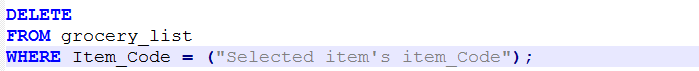 DELETE
FROM grocery_list
WHERE Item_Code = ("Selected item's item_Code");